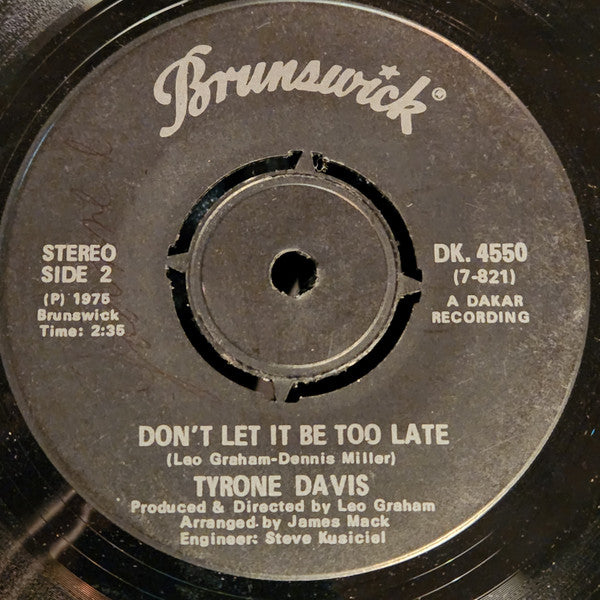 Brunswick®
STEREO
SIDE 2
(P) 1975
Brunswick
Time: 2:35
DK. 4550
(7-821)
A DAKAR
RECORDING
DON'T LET IT BE TOO LATE
(Leo Graham-Dennis Miller)
TYRONE DAVIS
Produced & Directed by Leo Graham
Arranged by James Mack
Engineer: Steve Kusiciel